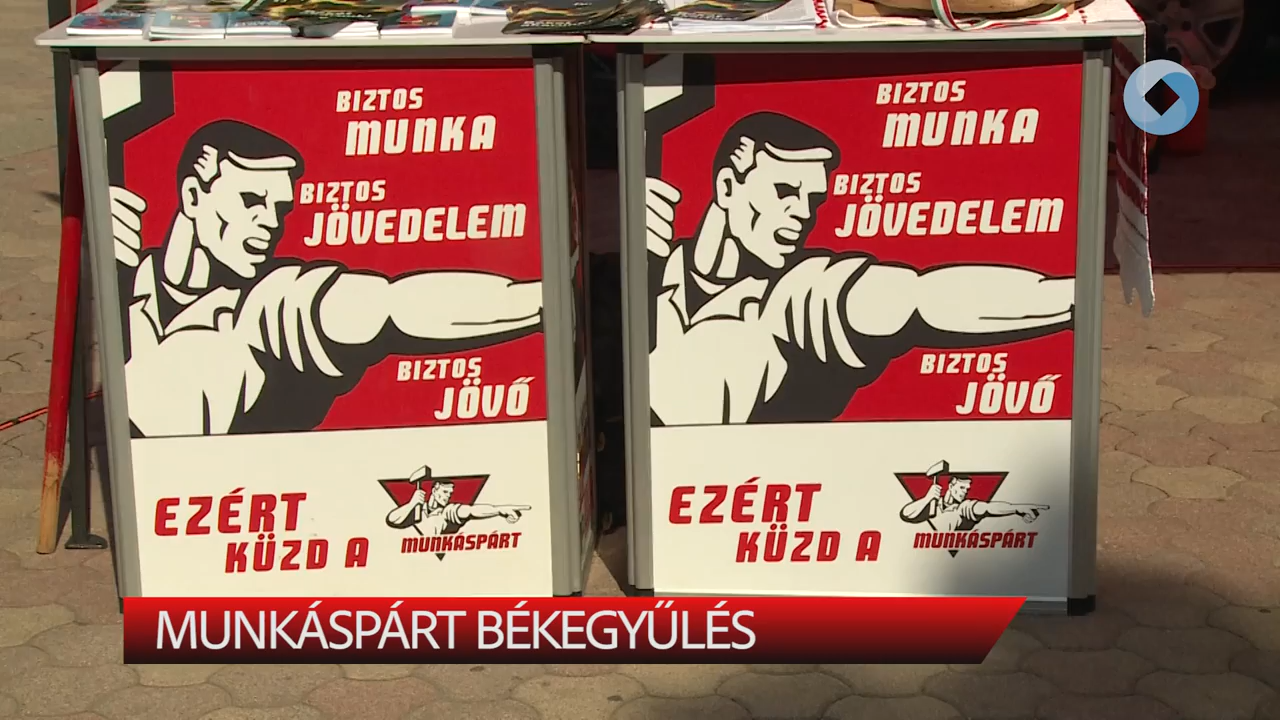 BIZTOS
MUNKA
BIZTOS
JÖVEDELEM
BIZTOS
JÖVŐ
EZÉRT
KÜZD A
MUNKÁSPÁRT
BIZTOS
MUNKA
BIZTOS
JÖVEDELEM
BIZTOS
JÖVŐ
EZÉRT
KÜZD A
MUNKÁSPÁRT
MUNKÁSPÁRT BÉKEGYŰLÉS